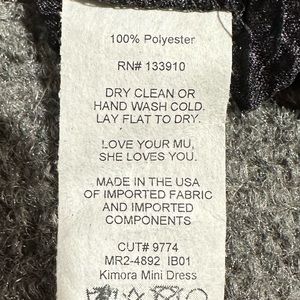 100% Polyester
RN# 133910
DRY CLEAN OR
HAND WASH COLD.
LAY FLAT TO DRY.
LOVE YOUR MU,
SHE LOVES YOU.
MADE IN THE USA
OF IMPORTED FABRIC
AND IMPORTED
COMPONENTS
CUT# 9774
MR2-4892 IB01
Kimora Mini Dress